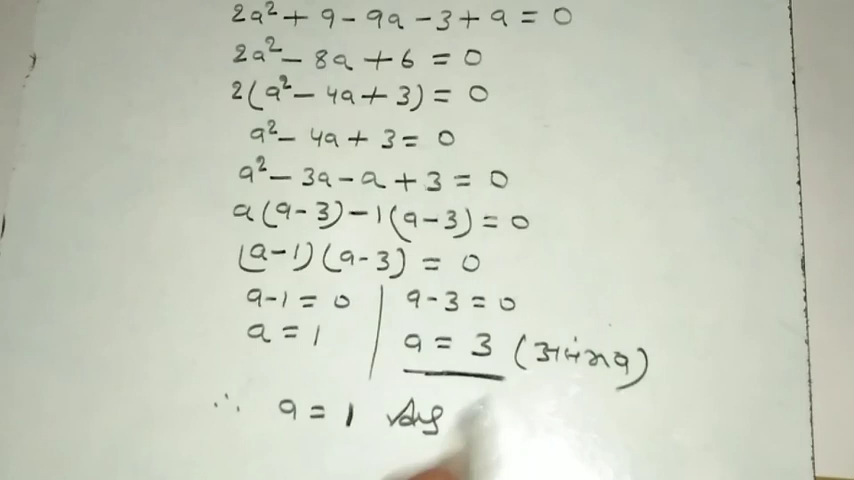 2a² + 9 - 9a - 3 + a = 0
2a² - 8a + 6 = 0
2(a² - 4a + 3) = 0
a² - 4a + 3 = 0
a² - 3a - a + 3 = 0
a(a-3) - 1(a-3) = 0
(a-1)(a-3) = 0
a-1 = 0 | a-3 = 0
a = 1 | a = 3 (असंभव)
∴ a = 1 Ans